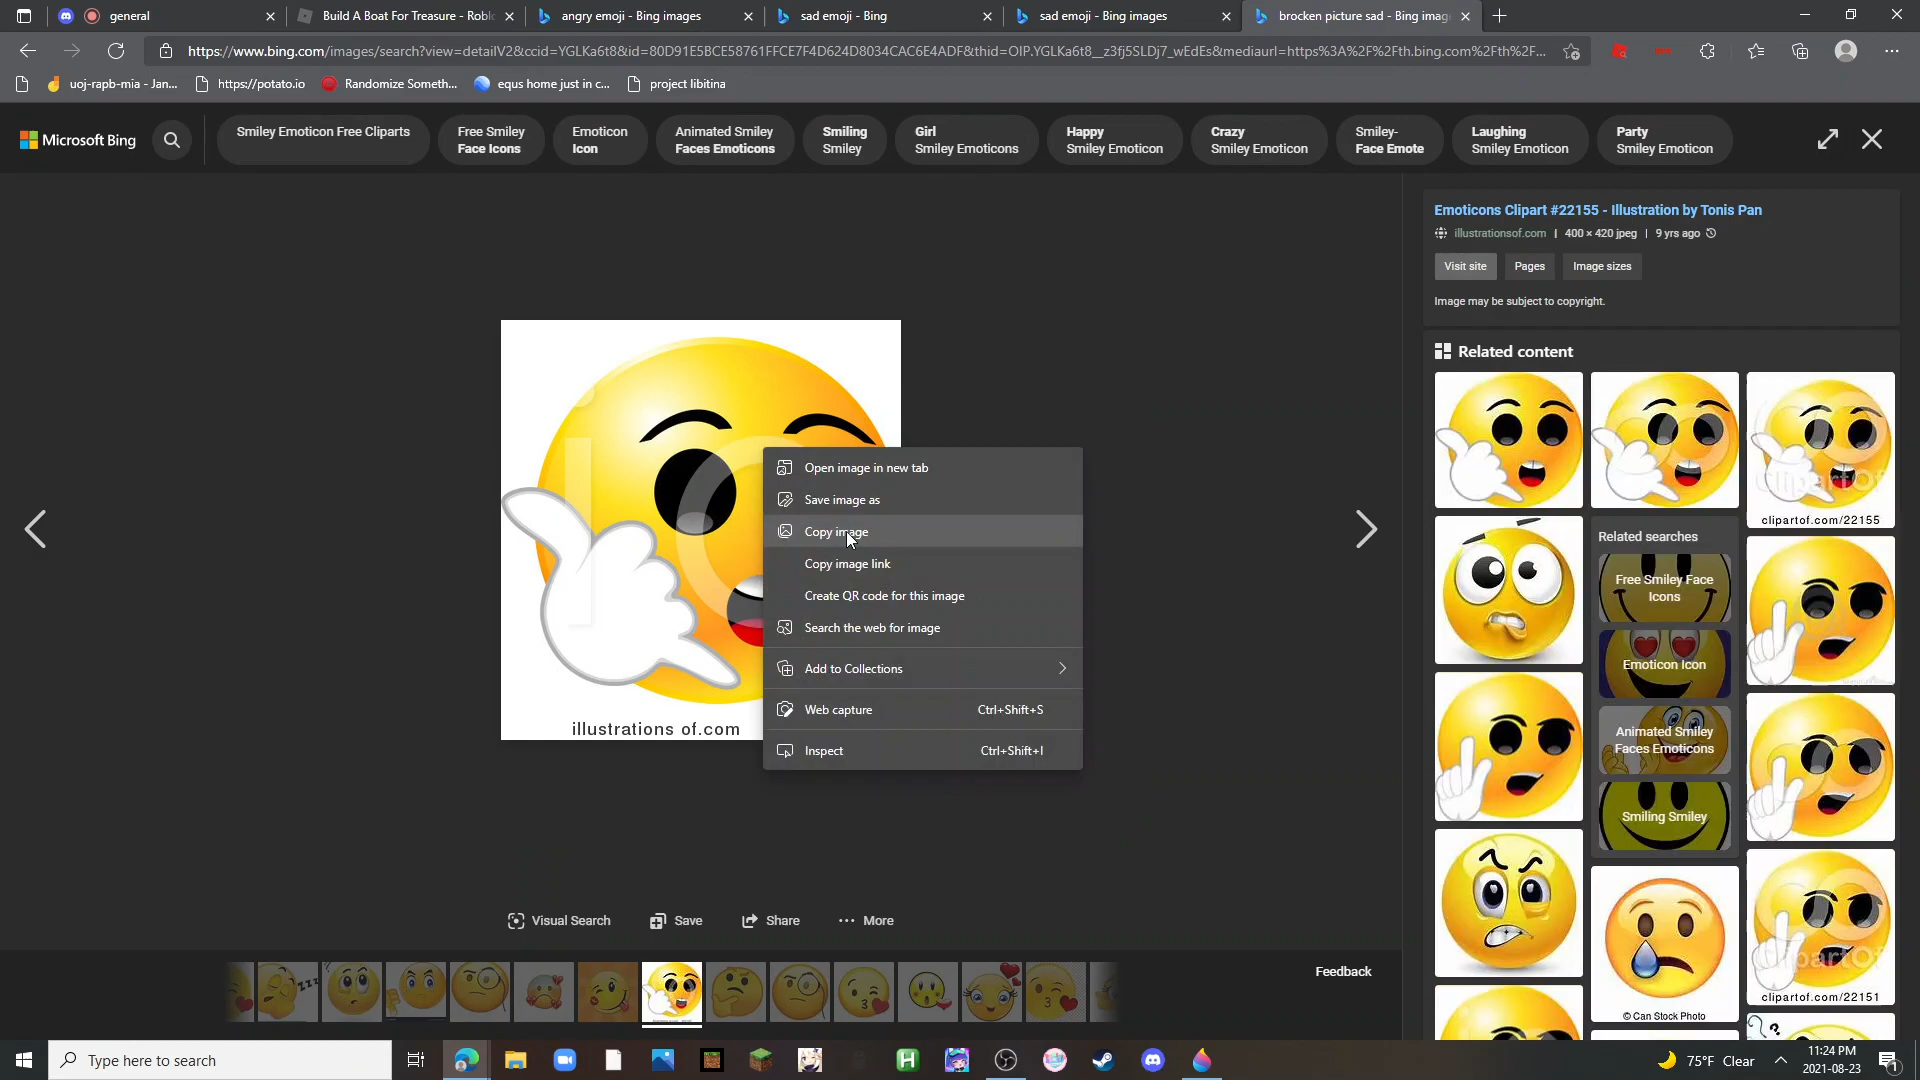 general
Build A Boat For Treasure - Robl
angry emoji - Bing images
sad emoji - Bing
sad emoji - Bing images
brocken picture sad - Bing imag
https://www.bing.com/images/search?view=detailV2&ccid=YGLKa6t8&id=80D91E5BCE58761FFCE7F4D624D8034CAC6E4ADF&thid=OIP.YGLKa6t8__z3fj5SLDj7_wEdEs&mediaurl=https%3A%2F%2Fth.bing.com%2Fth%2F...
uoj-rapb-mia - Jan...
https://potato.io
Randomize Someth...
equs home just in c...
project libitina
Microsoft Bing
Smiley Emoticon Free Cliparts
Free Smiley
Face Icons
Emoticon
Icon
Animated Smiley
Faces Emoticons
Smiling
Smiley
Girl
Smiley Emoticons
Happy
Smiley Emoticon
Crazy
Smiley Emoticon
Smiley-
Face Emote
Laughing
Smiley Emoticon
Party
Smiley Emoticon
Emoticons Clipart #22155 - Illustration by Tonis Pan
illustrationsof.com | 400 × 420 jpeg | 9 yrs ago
Visit site
Pages
Image sizes
Image may be subject to copyright.
Related content
clipartof.com/22155
Related searches
Free Smiley Face
Icons
Emoticon Icon
Animated Smiley
Faces Emoticons
Smiling Smiley
ClipartOf
clipartof.com/22151
© Can Stock Photo
Open image in new tab
Save image as
Copy image
Copy image link
Create QR code for this image
Search the web for image
Add to Collections
Web capture Ctrl+Shift+S
Inspect Ctrl+Shift+I
illustrations of.com
Visual Search
Save
Share
More
Feedback
Type here to search
75°F Clear
11:24 PM
2021-08-23
1